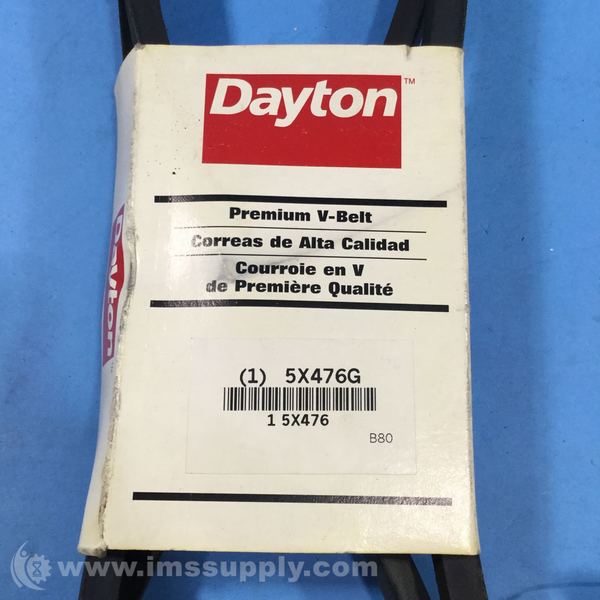 Dayton™
Premium V-Belt
Correas de Alta Calidad
Courroie en V
de Première Qualité
Dayton
(1) 5X476G
1 5X476
B80
www.imssupply.com